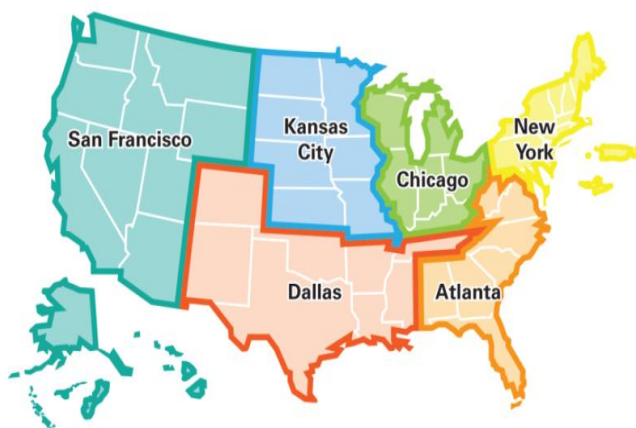 San Francisco
Kansas
City
Chicago
New
York
Dallas
Atlanta